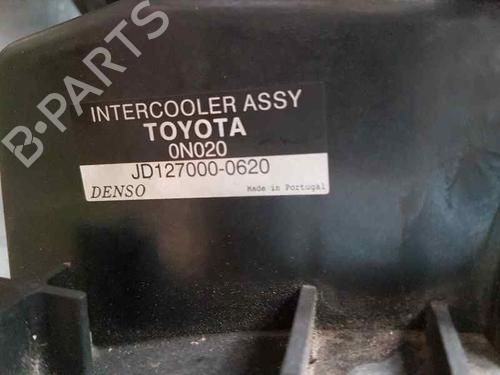 B-PARTS
INTERCOOLER ASSY
TOYOTA
0N020
JD127000-0620
DENSO Made in Portugal